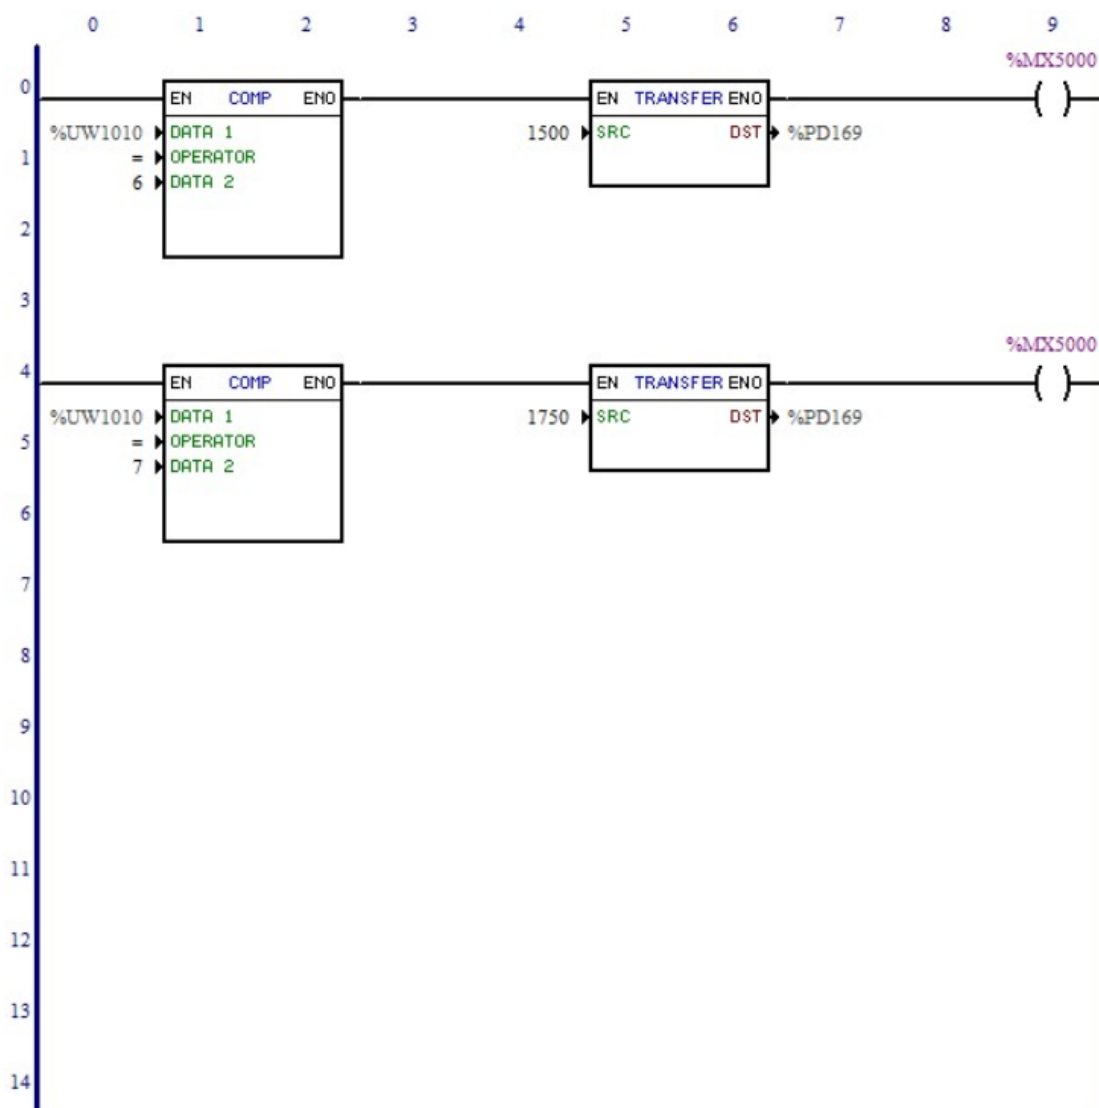 0 1 2 3 4 5 6 7 8 9
%MX5000
0
EN COMP ENO
EN TRANSFER ENO
%UW1010 DATA 1
1500 SRC DST %PD169
1
= OPERATOR
6 DATA 2
2
3
%MX5000
4
EN COMP ENO
EN TRANSFER ENO
%UW1010 DATA 1
1750 SRC DST %PD169
5
= OPERATOR
7 DATA 2
6
7
8
9
10
11
12
13
14